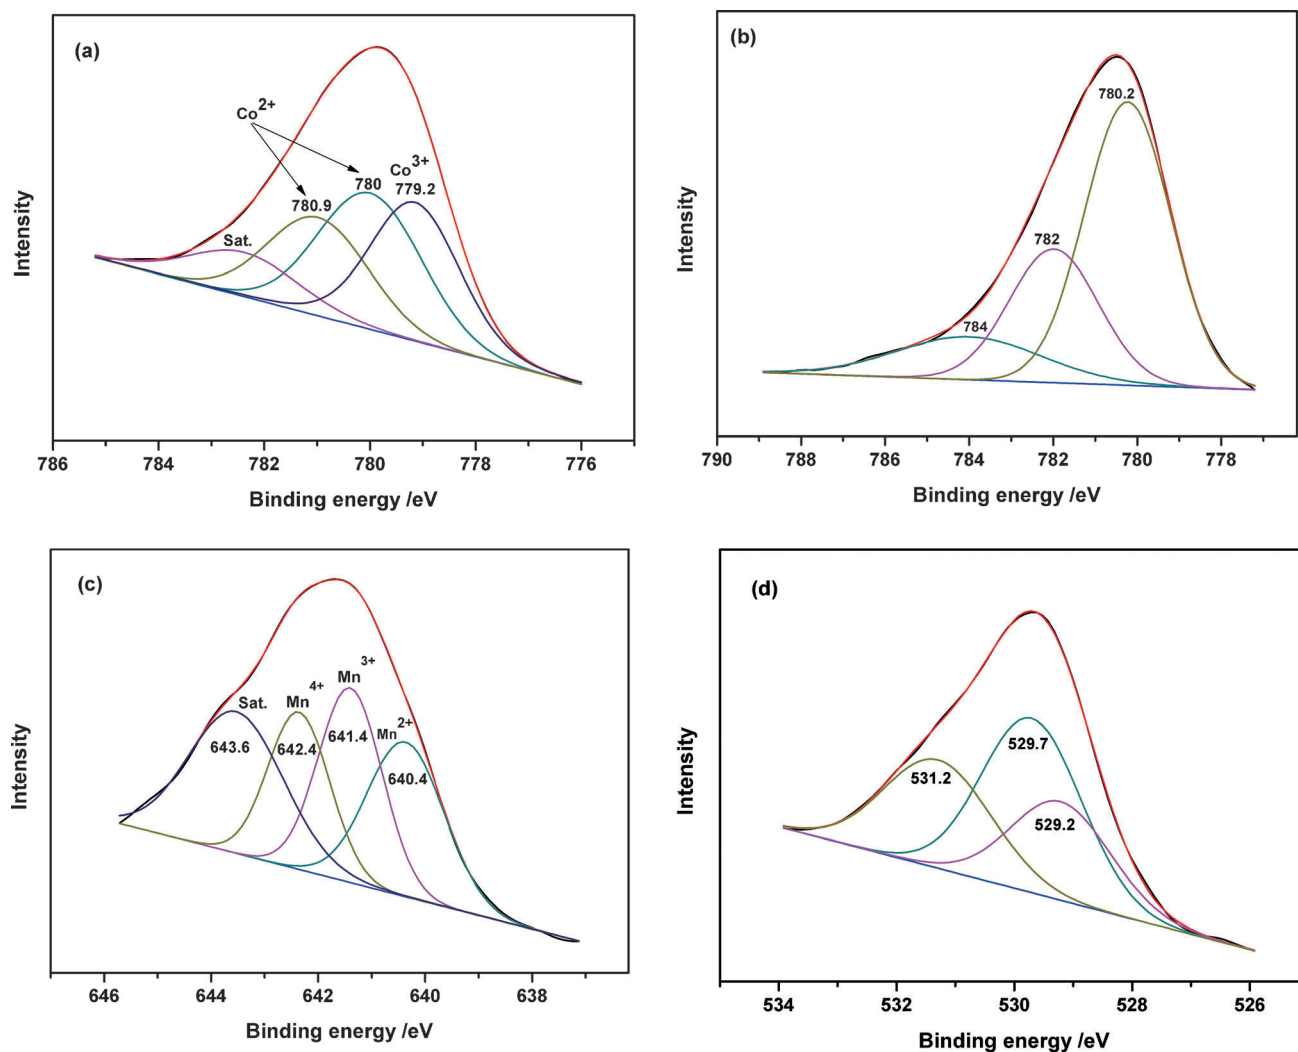 (a)
Co2+
780.9
780
Co3+
779.2
Sat.
Intensity
786 784 782 780 778 776
Binding energy /eV
(b)
780.2
782
784
Intensity
790 788 786 784 782 780 778
Binding energy /eV
(c)
Sat.
643.6
Mn4+
642.4
Mn3+
641.4
Mn2+
640.4
Intensity
646 644 642 640 638
Binding energy /eV
(d)
531.2
529.7
529.2
Intensity
534 532 530 528 526
Binding energy /eV